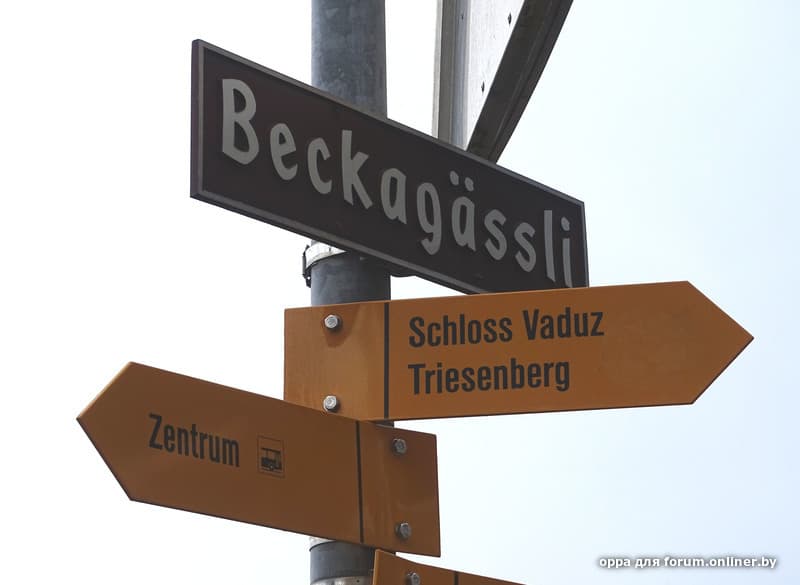 Beckagässli
Schloss Vaduz
Triesenberg
Zentrum
oppa для forum.onliner.by